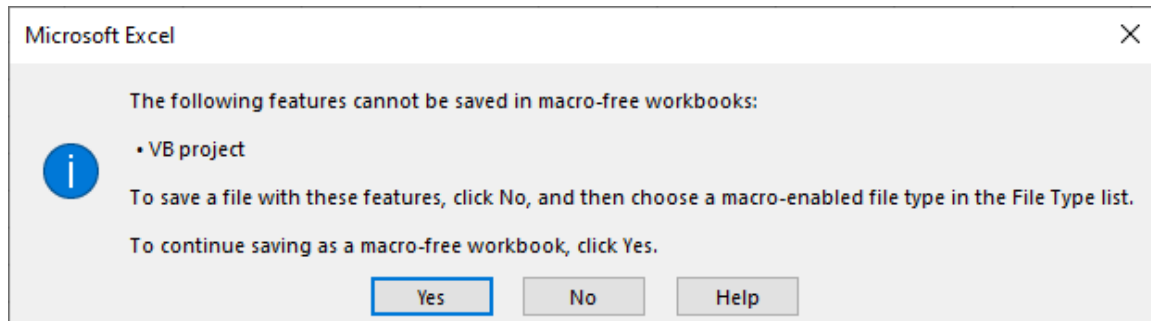 Microsoft Excel
The following features cannot be saved in macro-free workbooks:
• VB project
To save a file with these features, click No, and then choose a macro-enabled file type in the File Type list.
To continue saving as a macro-free workbook, click Yes.
Yes No Help